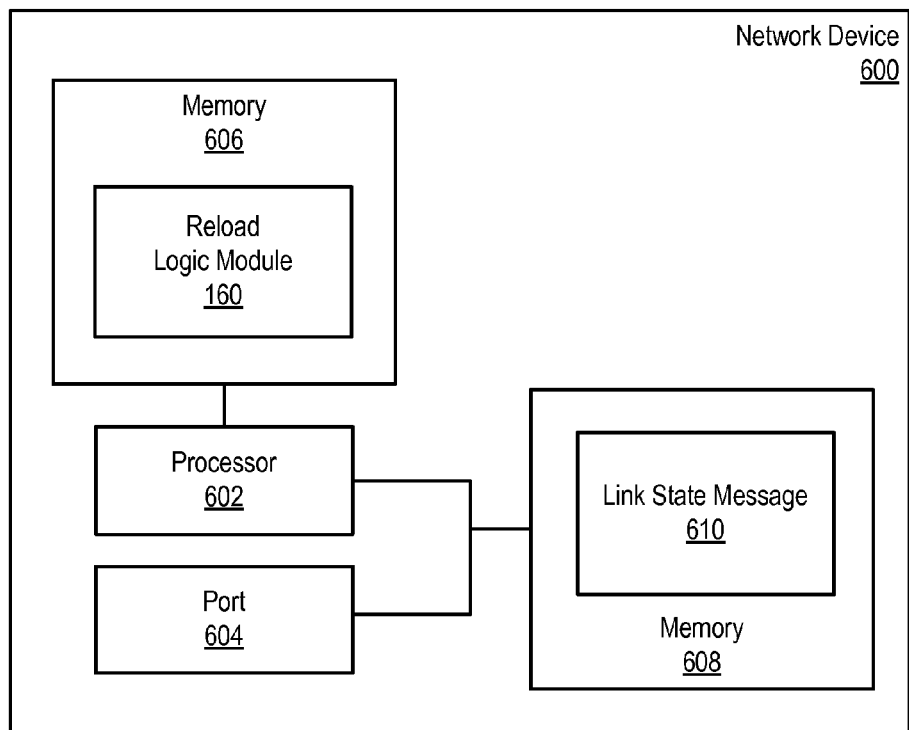 Network Device
600
Memory
606
Reload
Logic Module
160
Processor
602
Port
604
Link State Message
610
Memory
608